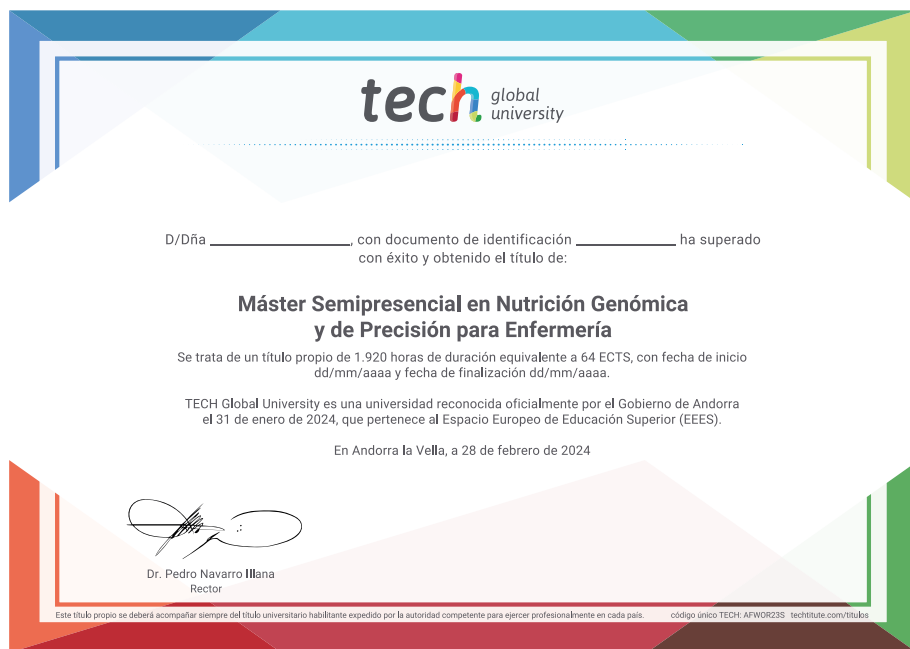 tech global university
D/Dña ____________________, con documento de identificación ______________ ha superado
con éxito y obtenido el título de:
Máster Semipresencial en Nutrición Genómica
y de Precisión para Enfermería
Se trata de un título propio de 1.920 horas de duración equivalente a 64 ECTS, con fecha de inicio
dd/mm/aaaa y fecha de finalización dd/mm/aaaa.
TECH Global University es una universidad reconocida oficialmente por el Gobierno de Andorra
el 31 de enero de 2024, que pertenece al Espacio Europeo de Educación Superior (EEES).
En Andorra la Vella, a 28 de febrero de 2024
Dr. Pedro Navarro Illana
Rector
Este título propio se deberá acompañar siempre del título universitario habilitante expedido por la autoridad competente para ejercer profesionalmente en cada país. código único TECH: AFWOR23S techtitute.com/titulos